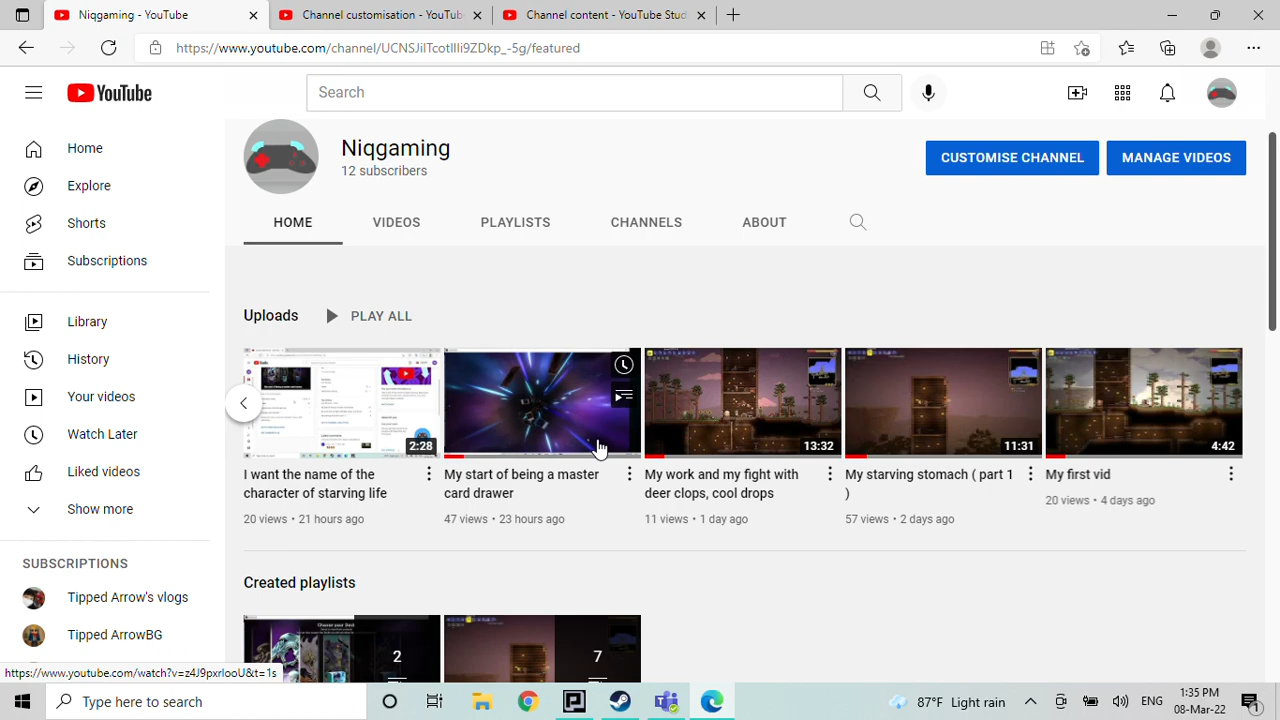 Niqgaming - YouTube
achievements - YouTube
Channel content - YouTube Studi
https://www.youtube.com/channel/UCNSJiITcotIlIi9ZDkp_-5g/featured
YouTube
Search
Home
Explore
Shorts
Subscriptions
Library
History
Your videos
Watch Later
Liked videos
Show more
SUBSCRIPTIONS
Tipped Arrow's vlogs
Tipped ArrowBG
Niqgaming
12 subscribers
CUSTOMISE CHANNEL
MANAGE VIDEOS
HOME
VIDEOS
PLAYLISTS
CHANNELS
ABOUT
Uploads
PLAY ALL
2:28
13:32
11:31
4:42
I want the name of the
character of starving life
20 views • 21 hours ago
My start of being a master
card drawer
47 views • 23 hours ago
My work and my fight with
deer clops, cool drops
11 views • 1 day ago
My starving stomach ( part 1
)
57 views • 2 days ago
My first vid
20 views • 4 days ago
Created playlists
2
7
https://www.youtube.com/watch?v=z4J9pxrlooU&t=1s
Type here to search
87°F Light rain
ENG
1:35 PM
08-Mar-22
1